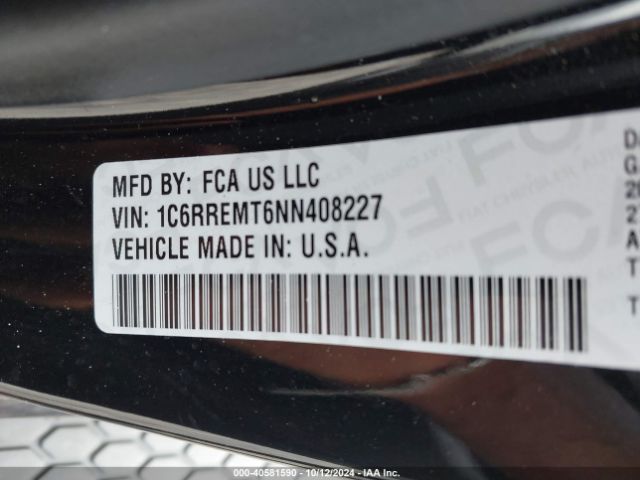 MFD BY: FCA US LLC
VIN: 1C6RREMT6NN408227
VEHICLE MADE IN: U.S.A.
000-40581590 - 10/12/2024 - IAA Inc.